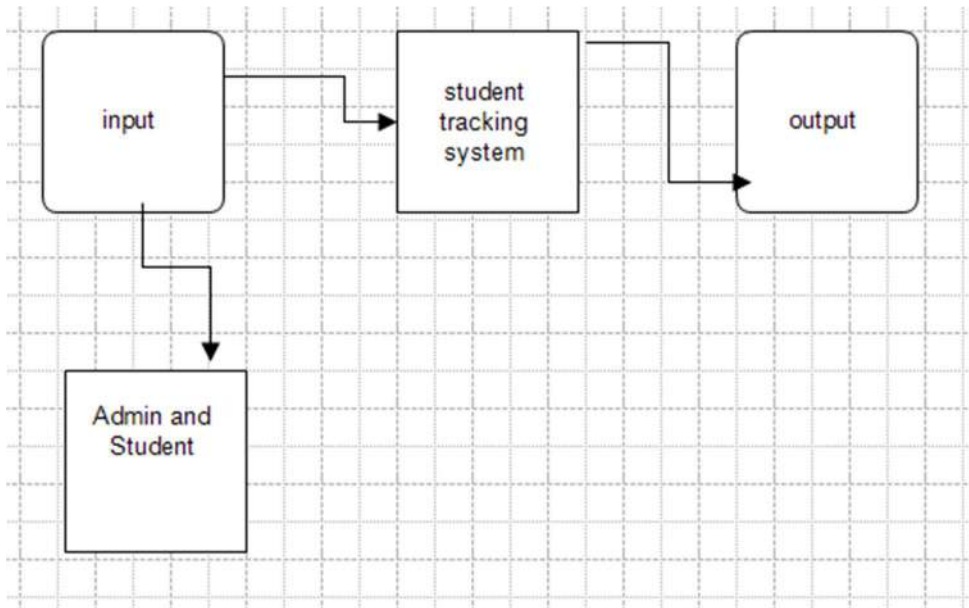 input
student
tracking
system
output
Admin and
Student